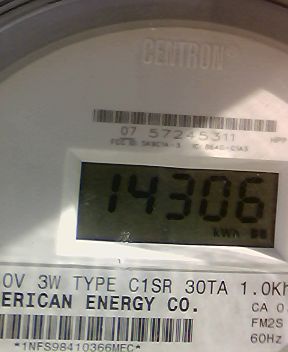 CENTRON
07 57245311
14306
kWh
0V 3W TYPE C1SR 30TA 1.0Kh
ERICAN ENERGY CO.
CA 0.
FM2S
60Hz
*1NFS98410366MEC*